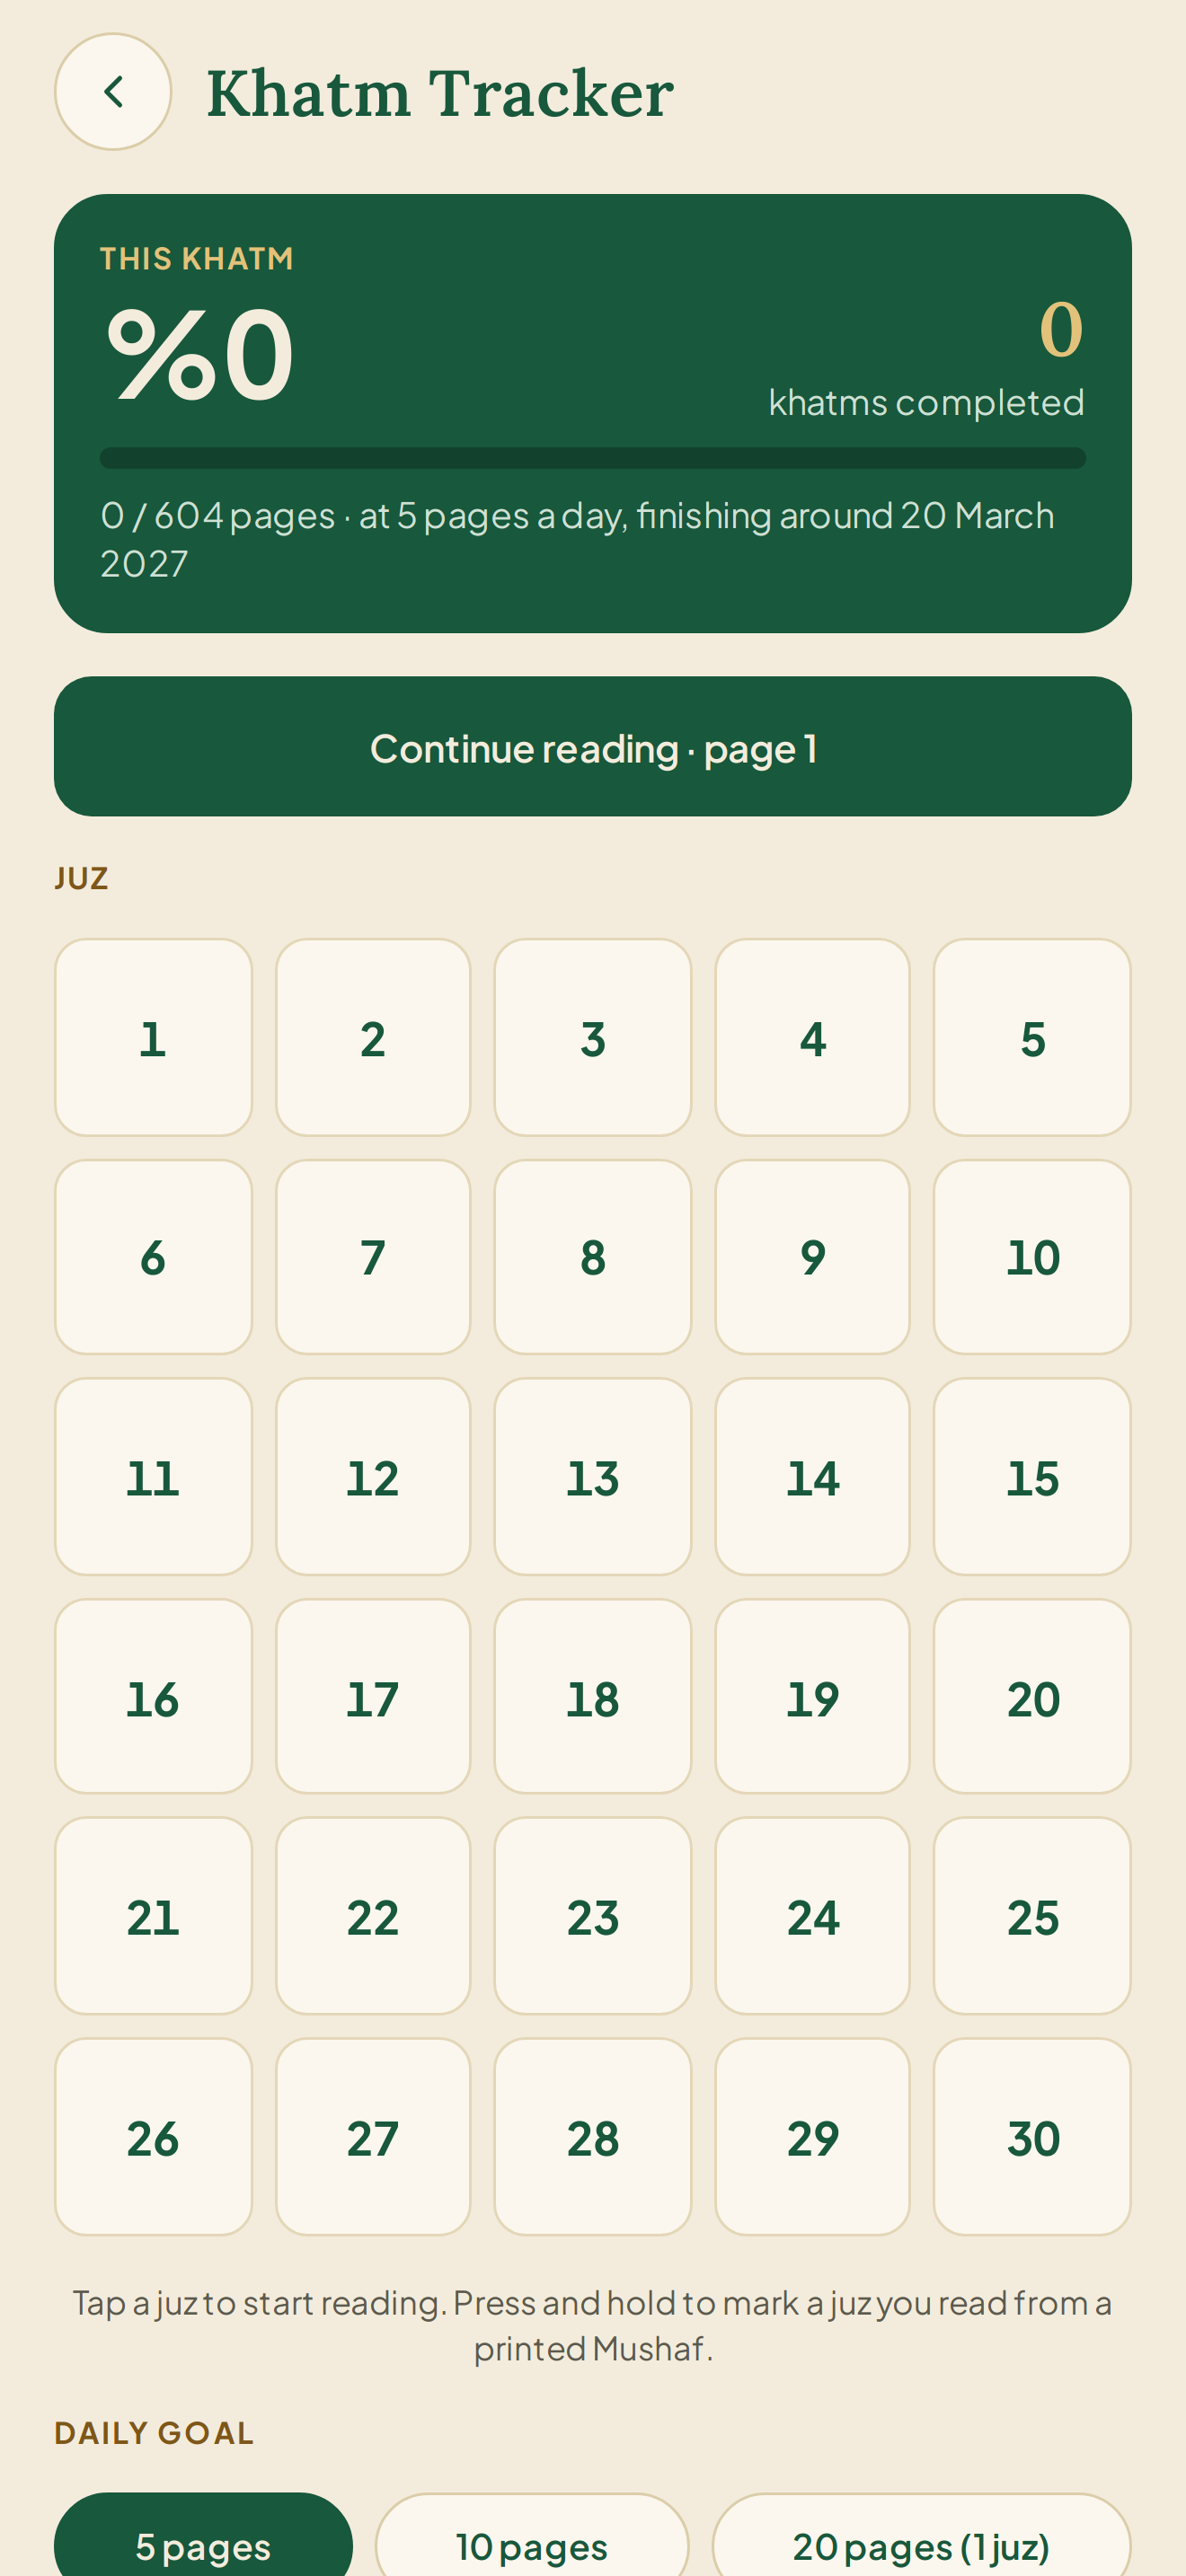 Khatm Tracker
THIS KHATM
%0
0
khatms completed
0 / 604 pages · at 5 pages a day, finishing around 20 March
2027
Continue reading · page 1
JUZ
1 2 3 4 5
6 7 8 9 10
11 12 13 14 15
16 17 18 19 20
21 22 23 24 25
26 27 28 29 30
Tap a juz to start reading. Press and hold to mark a juz you read from a
printed Mushaf.
DAILY GOAL
5 pages 10 pages 20 pages (1 juz)